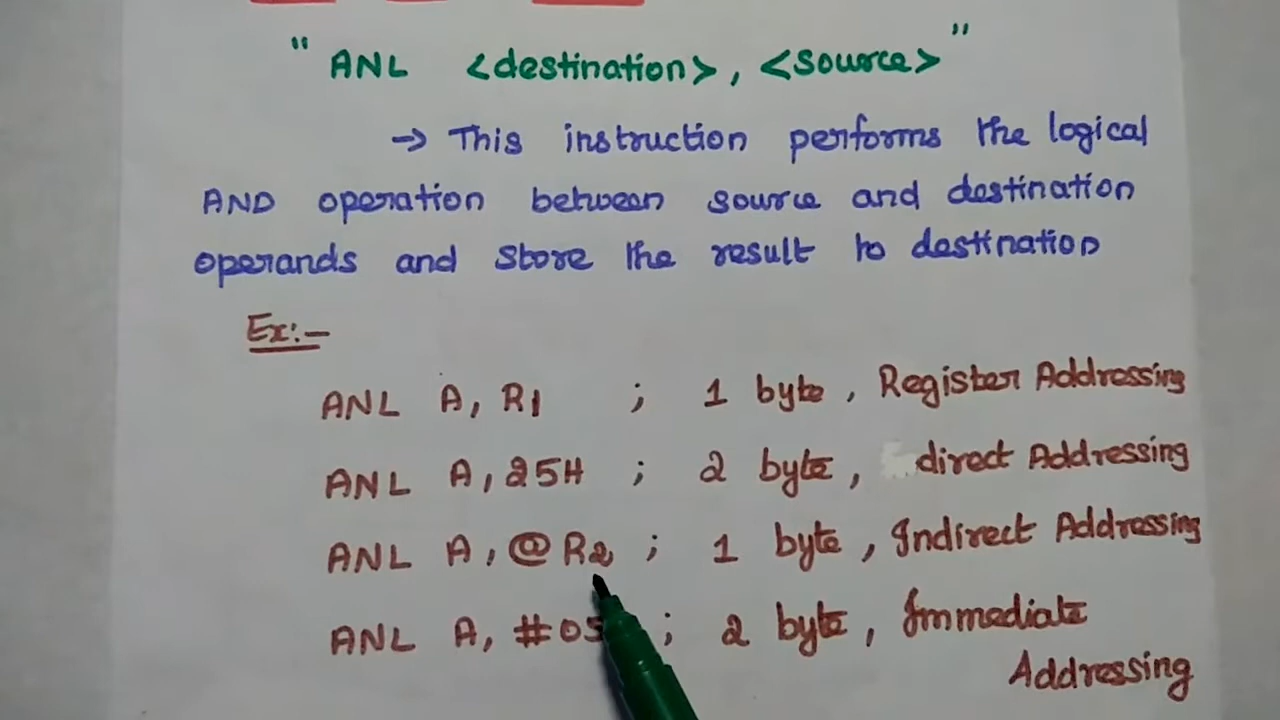 " ANL <destination>, <source> "
→ This instruction performs the logical
AND operation between source and destination
operands and store the result to destination
Ex:-
ANL A, R1 ; 1 byte, Register Addressing
ANL A, 25H ; 2 byte, direct Addressing
ANL A, @R2 ; 1 byte, Indirect Addressing
ANL A, ; 2 byte, Immediate
Addressing